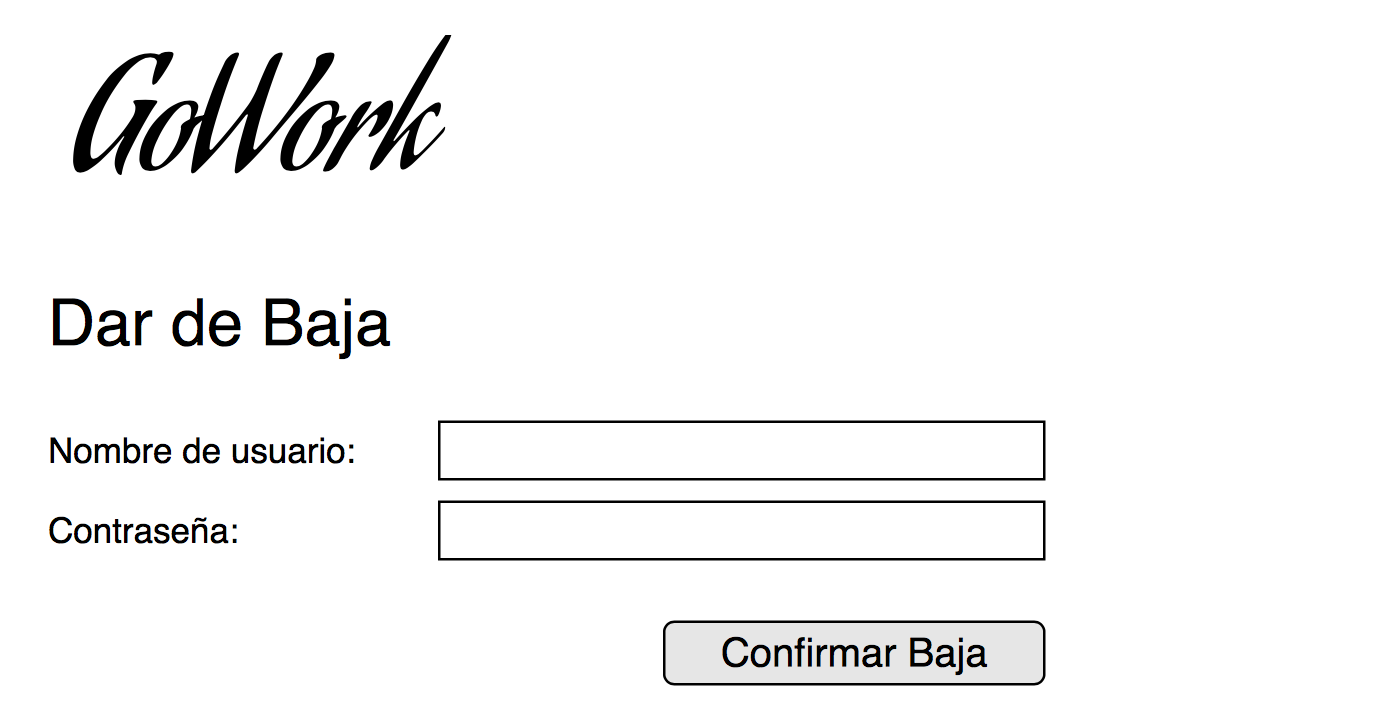 GoWork
Dar de Baja
Nombre de usuario:
Contraseña:
Confirmar Baja